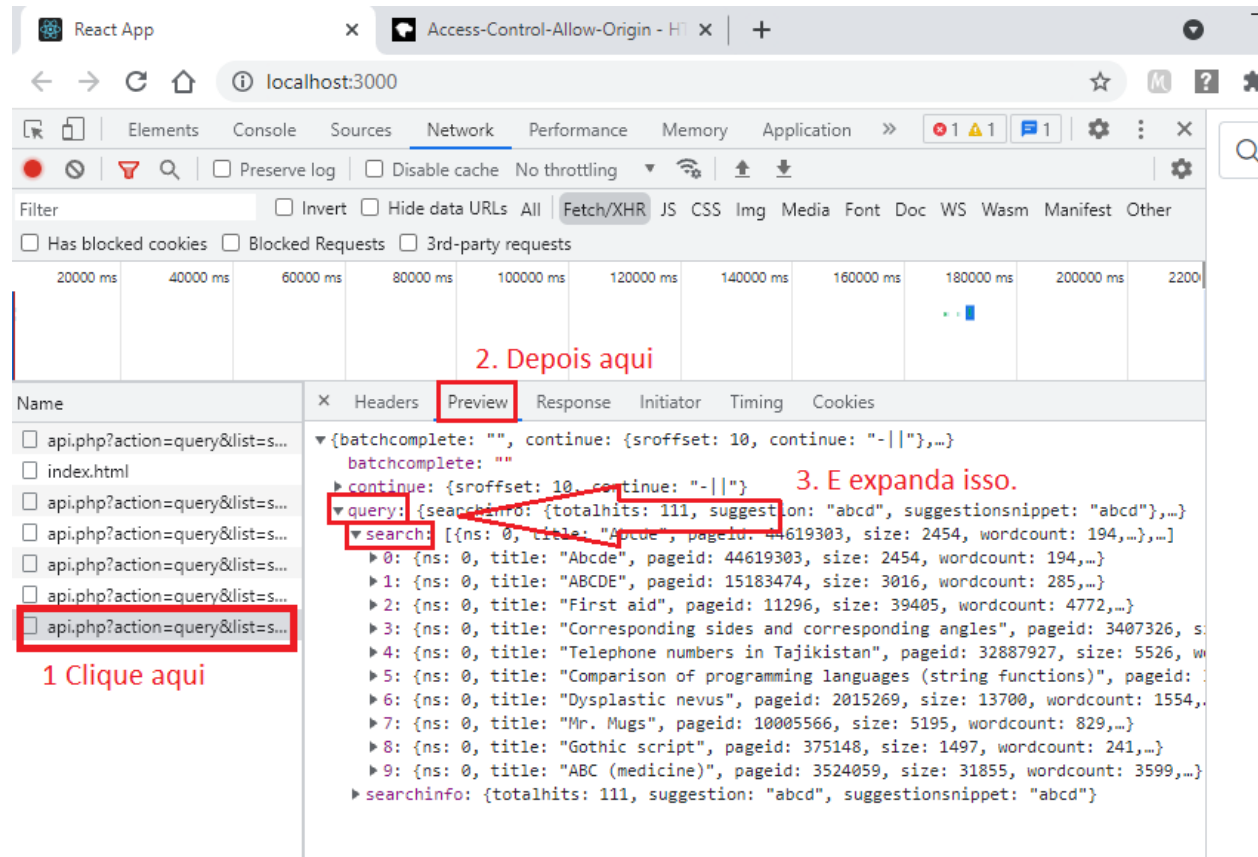 React App
Access-Control-Allow-Origin - HT
localhost:3000
Elements Console Sources Network Performance Memory Application 1 1 1
Preserve log Disable cache No throttling
Filter Invert Hide data URLs All Fetch/XHR JS CSS Img Media Font Doc WS Wasm Manifest Other
Has blocked cookies Blocked Requests 3rd-party requests
20000 ms 40000 ms 60000 ms 80000 ms 100000 ms 120000 ms 140000 ms 160000 ms 180000 ms 200000 ms 2200
2. Depois aqui
Name
api.php?action=query&list=s...
index.html
api.php?action=query&list=s...
api.php?action=query&list=s...
api.php?action=query&list=s...
api.php?action=query&list=s...
api.php?action=query&list=s...
1 Clique aqui
Headers Preview Response Initiator Timing Cookies
{batchcomplete: "", continue: {sroffset: 10, continue: "-||"},…}
batchcomplete: ""
continue: {sroffset: 10, continue: "-||"}
3. E expanda isso.
query: {searchinfo: {totalhits: 111, suggestion: "abcd", suggestionsnippet: "abcd"},…}
search: [{ns: 0, title: "Abcde", pageid: 44619303, size: 2454, wordcount: 194,…},…]
0: {ns: 0, title: "Abcde", pageid: 44619303, size: 2454, wordcount: 194,…}
1: {ns: 0, title: "ABCDE", pageid: 15183474, size: 3016, wordcount: 285,…}
2: {ns: 0, title: "First aid", pageid: 11296, size: 39405, wordcount: 4772,…}
3: {ns: 0, title: "Corresponding sides and corresponding angles", pageid: 3407326, s
4: {ns: 0, title: "Telephone numbers in Tajikistan", pageid: 32887927, size: 5526, w
5: {ns: 0, title: "Comparison of programming languages (string functions)", pageid:
6: {ns: 0, title: "Dysplastic nevus", pageid: 2015269, size: 13700, wordcount: 1554,
7: {ns: 0, title: "Mr. Mugs", pageid: 10005566, size: 5195, wordcount: 829,…}
8: {ns: 0, title: "Gothic script", pageid: 375148, size: 1497, wordcount: 241,…}
9: {ns: 0, title: "ABC (medicine)", pageid: 3524059, size: 31855, wordcount: 3599,…}
searchinfo: {totalhits: 111, suggestion: "abcd", suggestionsnippet: "abcd"}